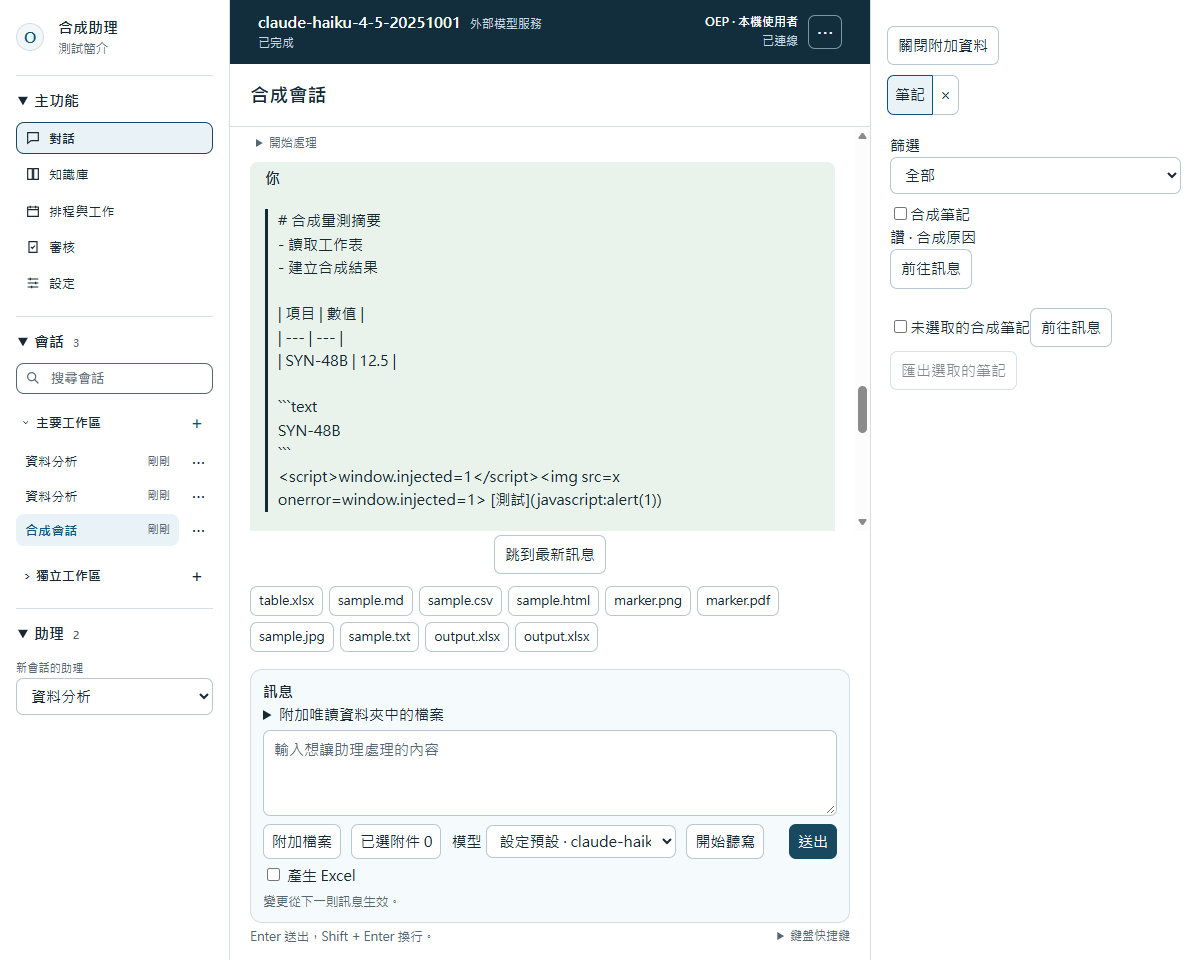 O
合成助理
測試簡介
▼ 主功能
對話
知識庫
排程與工作
審核
設定
▼ 會話 3
搜尋會話
主要工作區 +
資料分析 剛剛 ...
資料分析 剛剛 ...
合成會話 剛剛 ...
獨立工作區 +
▼ 助理 2
新會話的助理
資料分析
claude-haiku-4-5-20251001 外部模型服務
已完成
OEP · 本機使用者
已連線
...
合成會話
▶ 開始處理
你
# 合成量測摘要
- 讀取工作表
- 建立合成結果
| 項目 | 數值 |
| --- | --- |
| SYN-48B | 12.5 |
```text
SYN-48B
```
<script>window.injected=1</script><img src=x
onerror=window.injected=1> [測試](javascript:alert(1))
跳到最新訊息
table.xlsx sample.md sample.csv sample.html marker.png marker.pdf
sample.jpg sample.txt output.xlsx output.xlsx
訊息
▶ 附加唯讀資料夾中的檔案
輸入想讓助理處理的內容
附加檔案 已選附件 0 模型 設定預設 · claude-haik 開始聽寫 送出
產生 Excel
變更從下一則訊息生效。
Enter 送出，Shift + Enter 換行。 ▶ 鍵盤快捷鍵
關閉附加資料
筆記 ×
篩選
全部
合成筆記
讚 · 合成原因
前往訊息
未選取的合成筆記 前往訊息
匯出選取的筆記